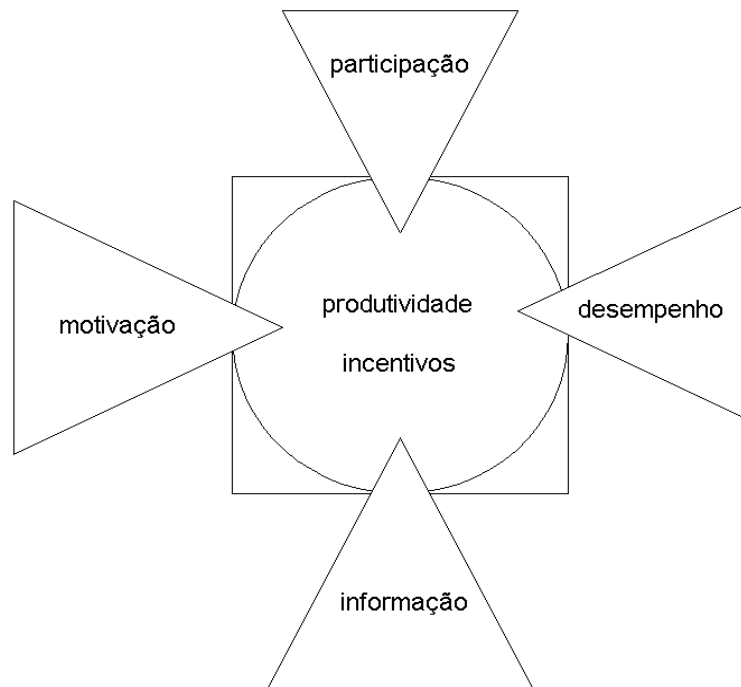 participação
motivação
produtividade
incentivos
desempenho
informação